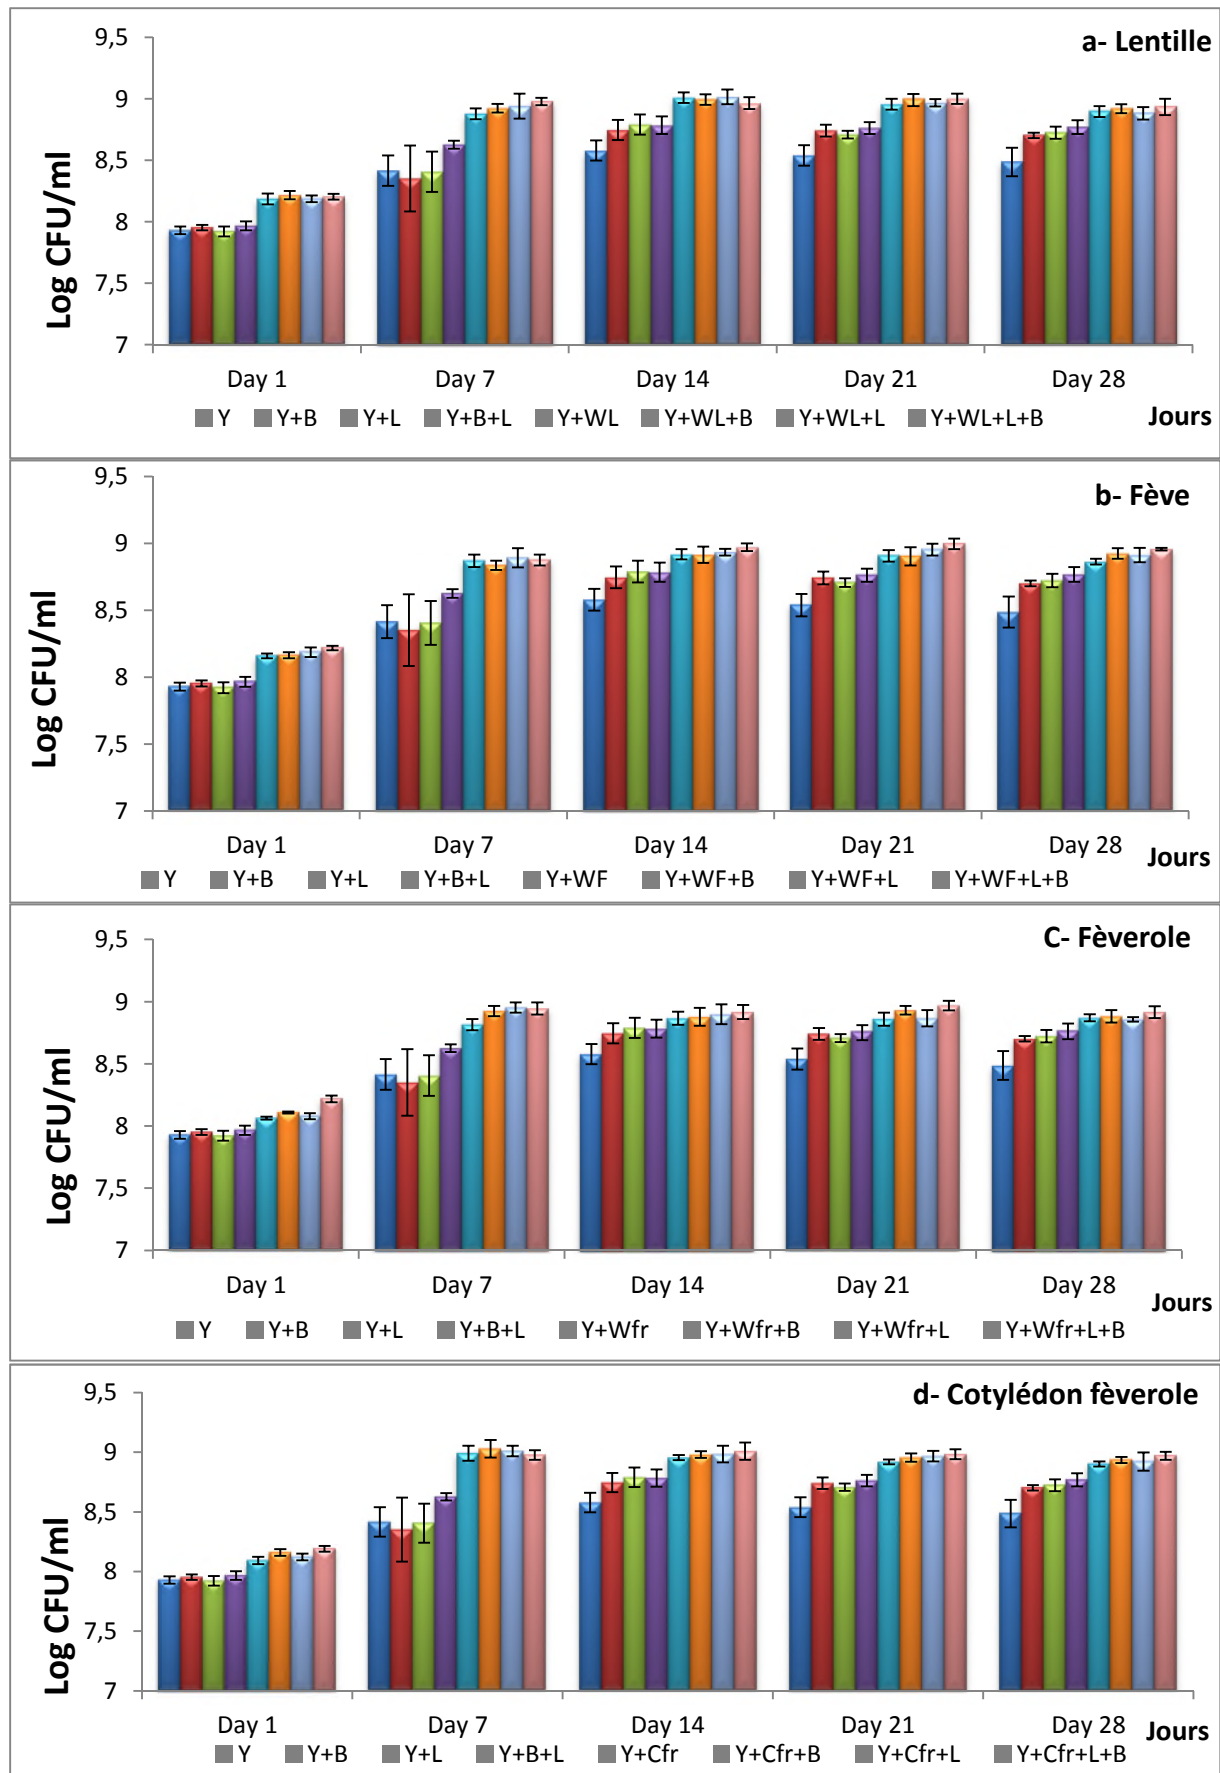 a- Lentille
Log CFU/ml
9,5
9
8,5
8
7,5
7
Day 1 Day 7 Day 14 Day 21 Day 28
Jours
Y Y+B Y+L Y+B+L Y+WL Y+WL+B Y+WL+L Y+WL+L+B
b- Fève
Log CFU/ml
9,5
9
8,5
8
7,5
7
Day 1 Day 7 Day 14 Day 21 Day 28
Jours
Y Y+B Y+L Y+B+L Y+WF Y+WF+B Y+WF+L Y+WF+L+B
C- Fèverole
Log CFU/ml
9,5
9
8,5
8
7,5
7
Day 1 Day 7 Day 14 Day 21 Day 28
Jours
Y Y+B Y+L Y+B+L Y+Wfr Y+Wfr+B Y+Wfr+L Y+Wfr+L+B
d- Cotylédon fèverole
Log CFU/ml
9,5
9
8,5
8
7,5
7
Day 1 Day 7 Day 14 Day 21 Day 28
Jours
Y Y+B Y+L Y+B+L Y+Cfr Y+Cfr+B Y+Cfr+L Y+Cfr+L+B